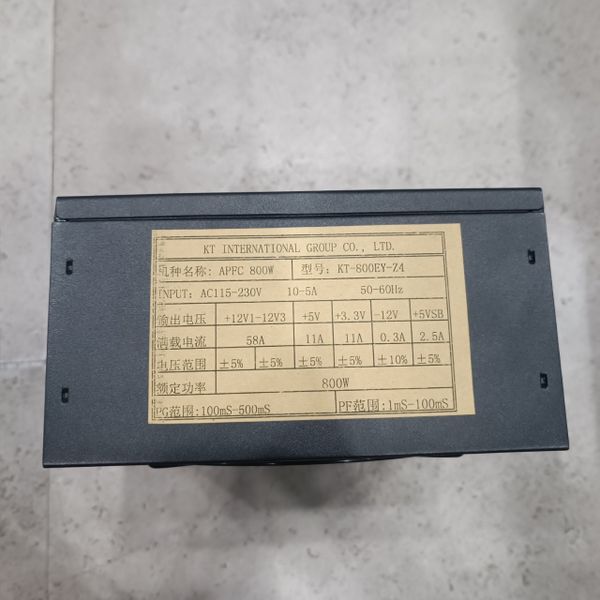 KT INTERNATIONAL GROUP CO., LTD.
机种名称: APFC 800W 型号: KT-800EY-Z4
INPUT: AC115-230V 10-5A 50-60Hz
输出电压 +12V1-12V3 +5V +3.3V -12V +5VSB
满载电流 58A 11A 11A 0.3A 2.5A
电压范围 ±5% ±5% ±5% ±5% ±10% ±5%
额定功率 800W
PG范围:100mS-500mS PF范围:1mS-100mS